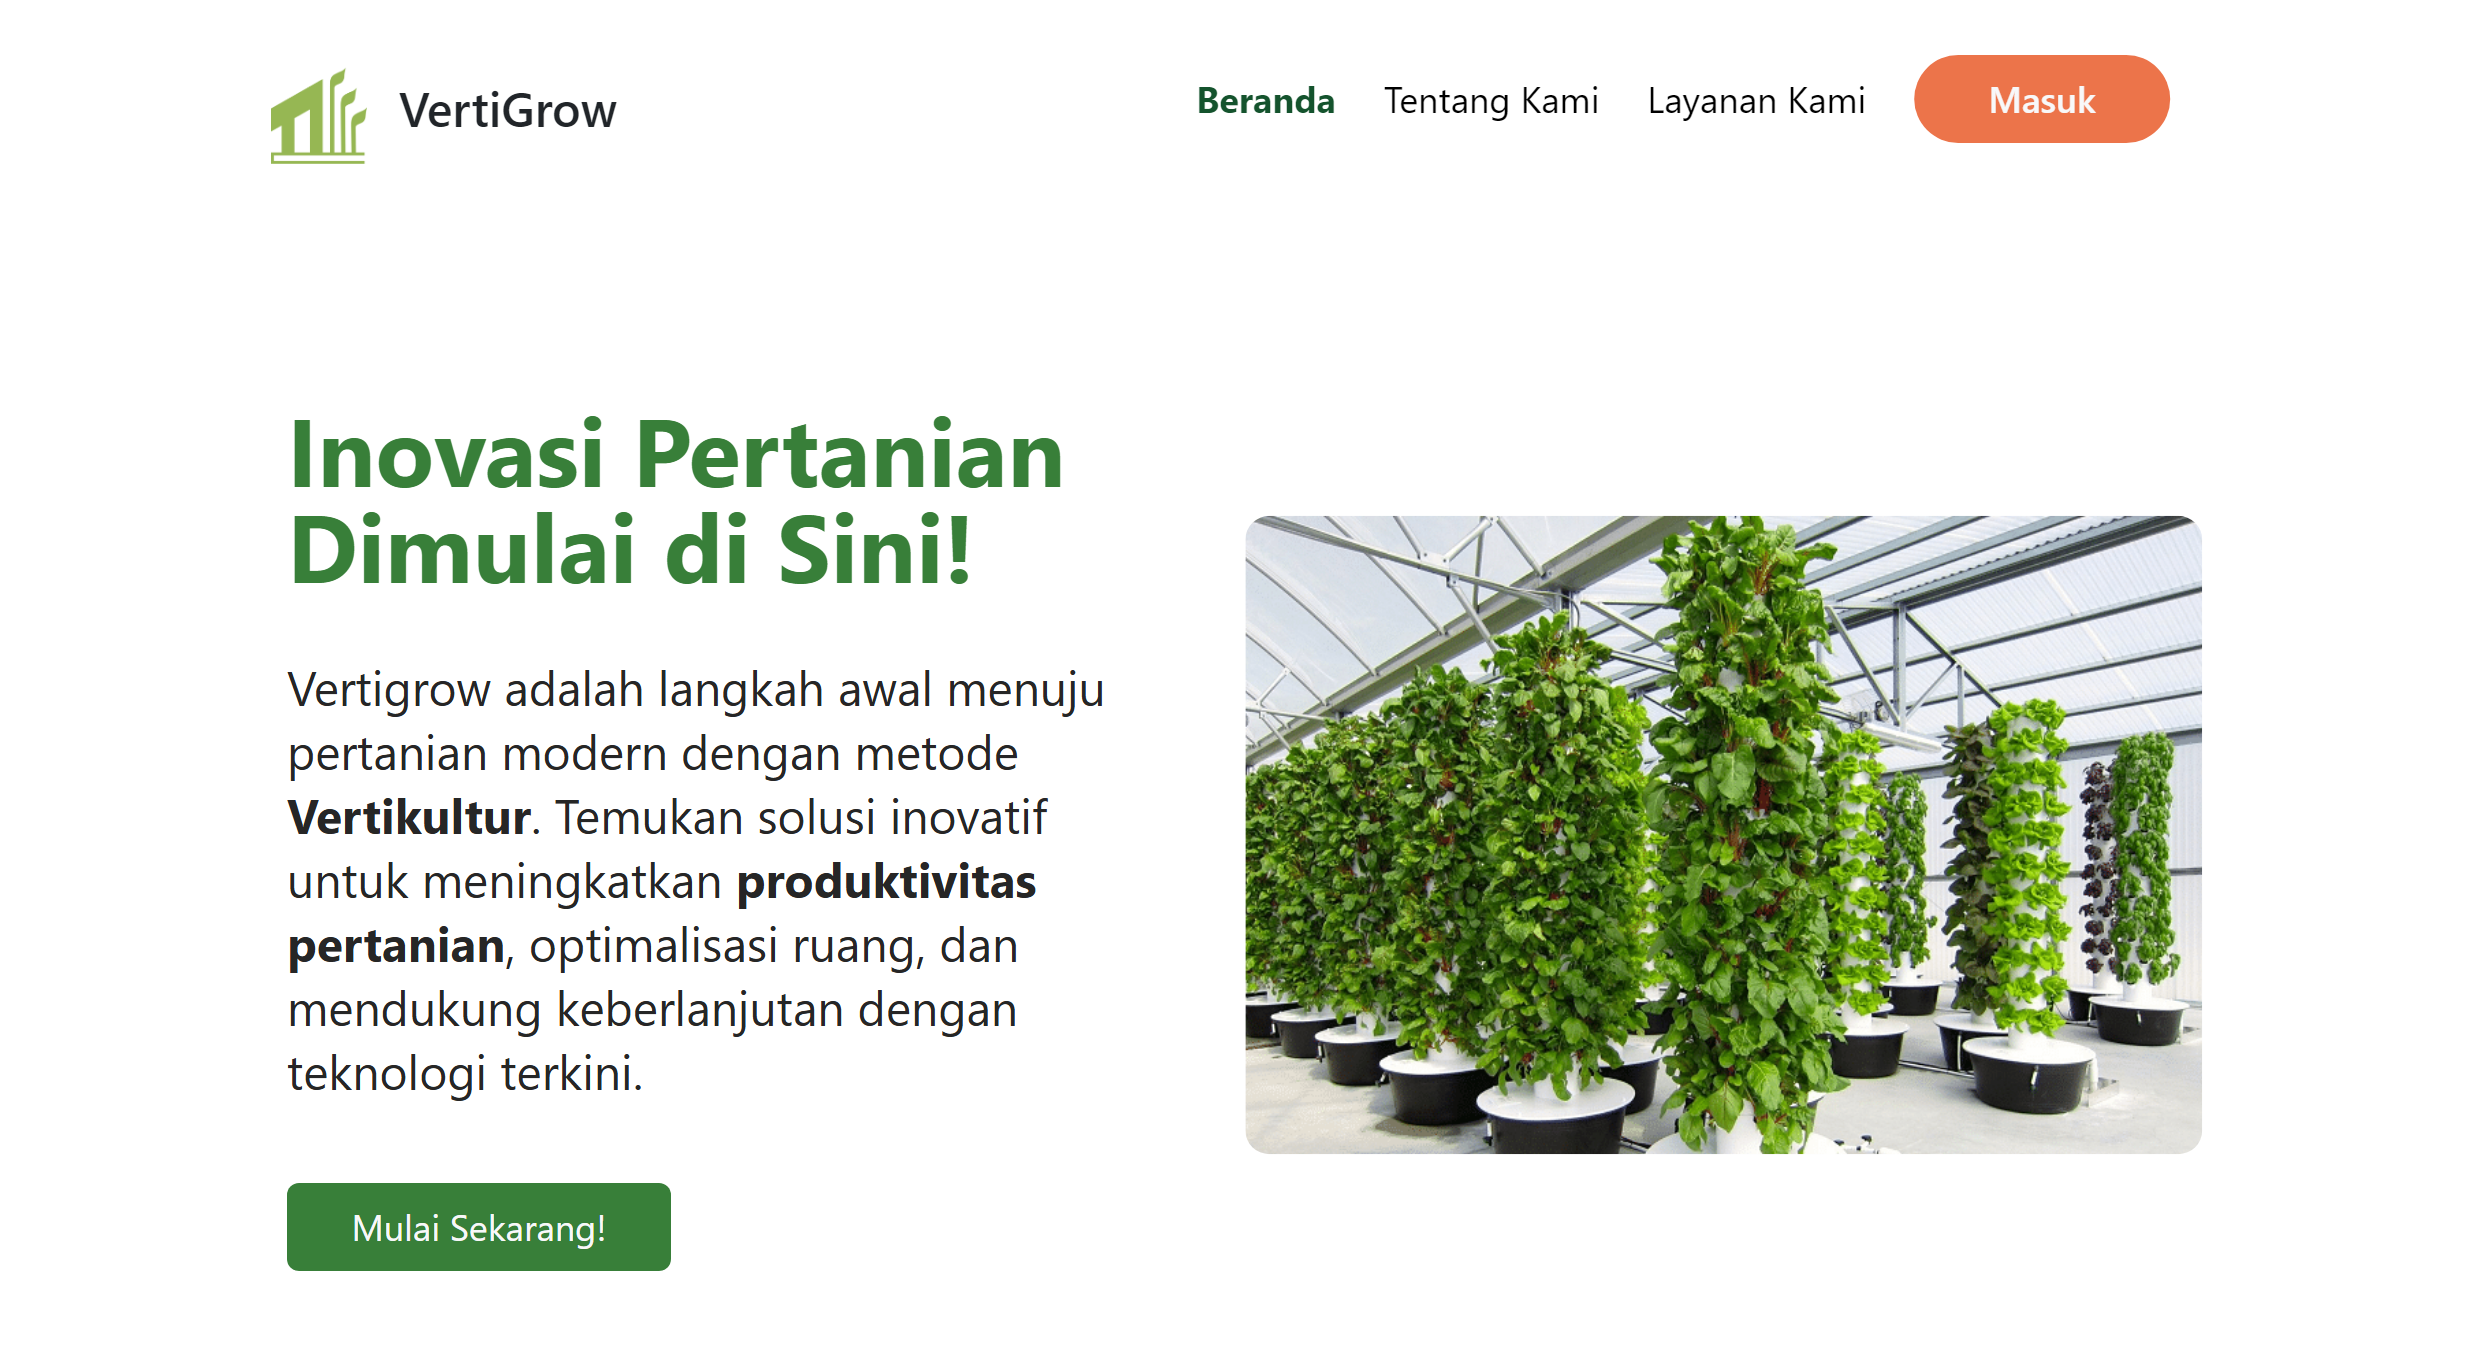 VertiGrow
Beranda Tentang Kami Layanan Kami Masuk
Inovasi Pertanian
Dimulai di Sini!
Vertigrow adalah langkah awal menuju
pertanian modern dengan metode
Vertikultur. Temukan solusi inovatif
untuk meningkatkan produktivitas
pertanian, optimalisasi ruang, dan
mendukung keberlanjutan dengan
teknologi terkini.
Mulai Sekarang!